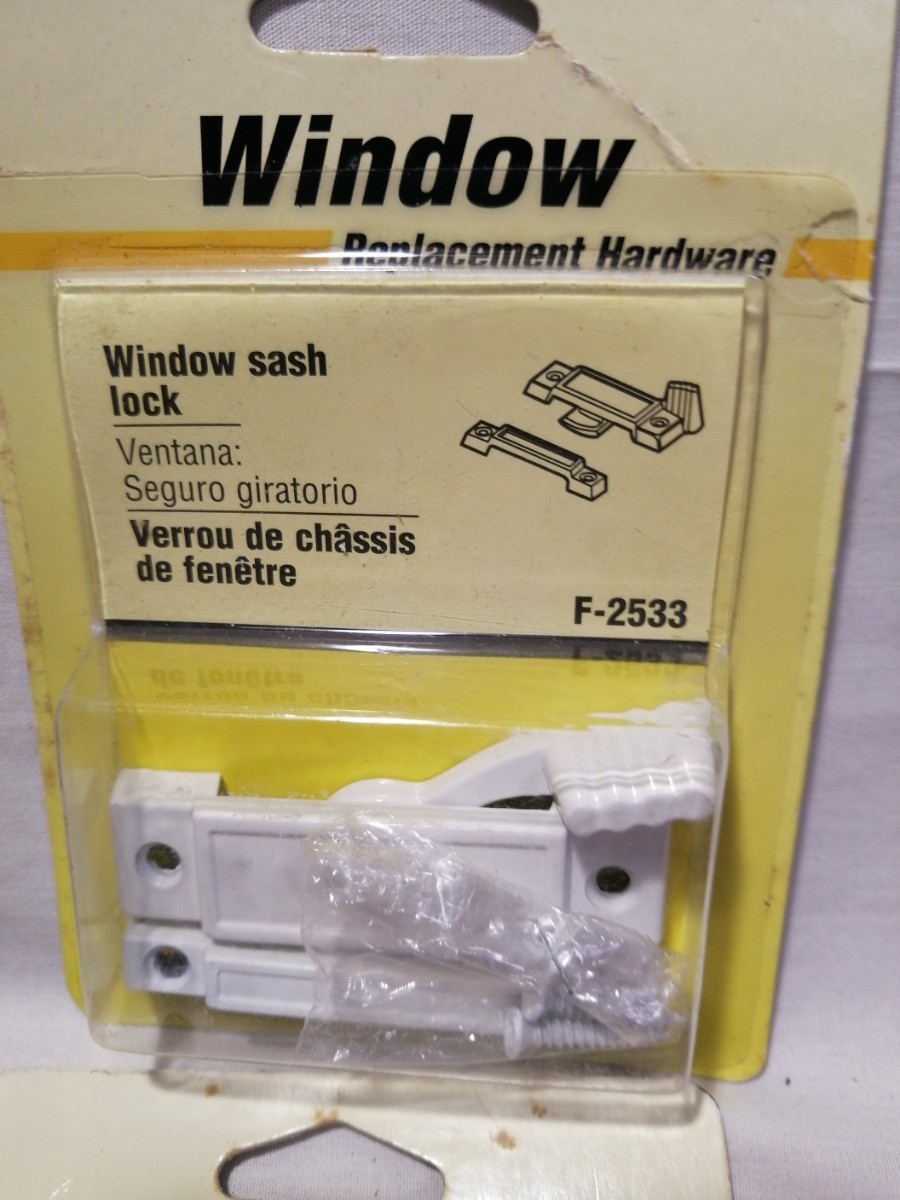 Window
Replacement Hardware
Window sash
lock
Ventana:
Seguro giratorio
Verrou de châssis
de fenêtre
F-2533